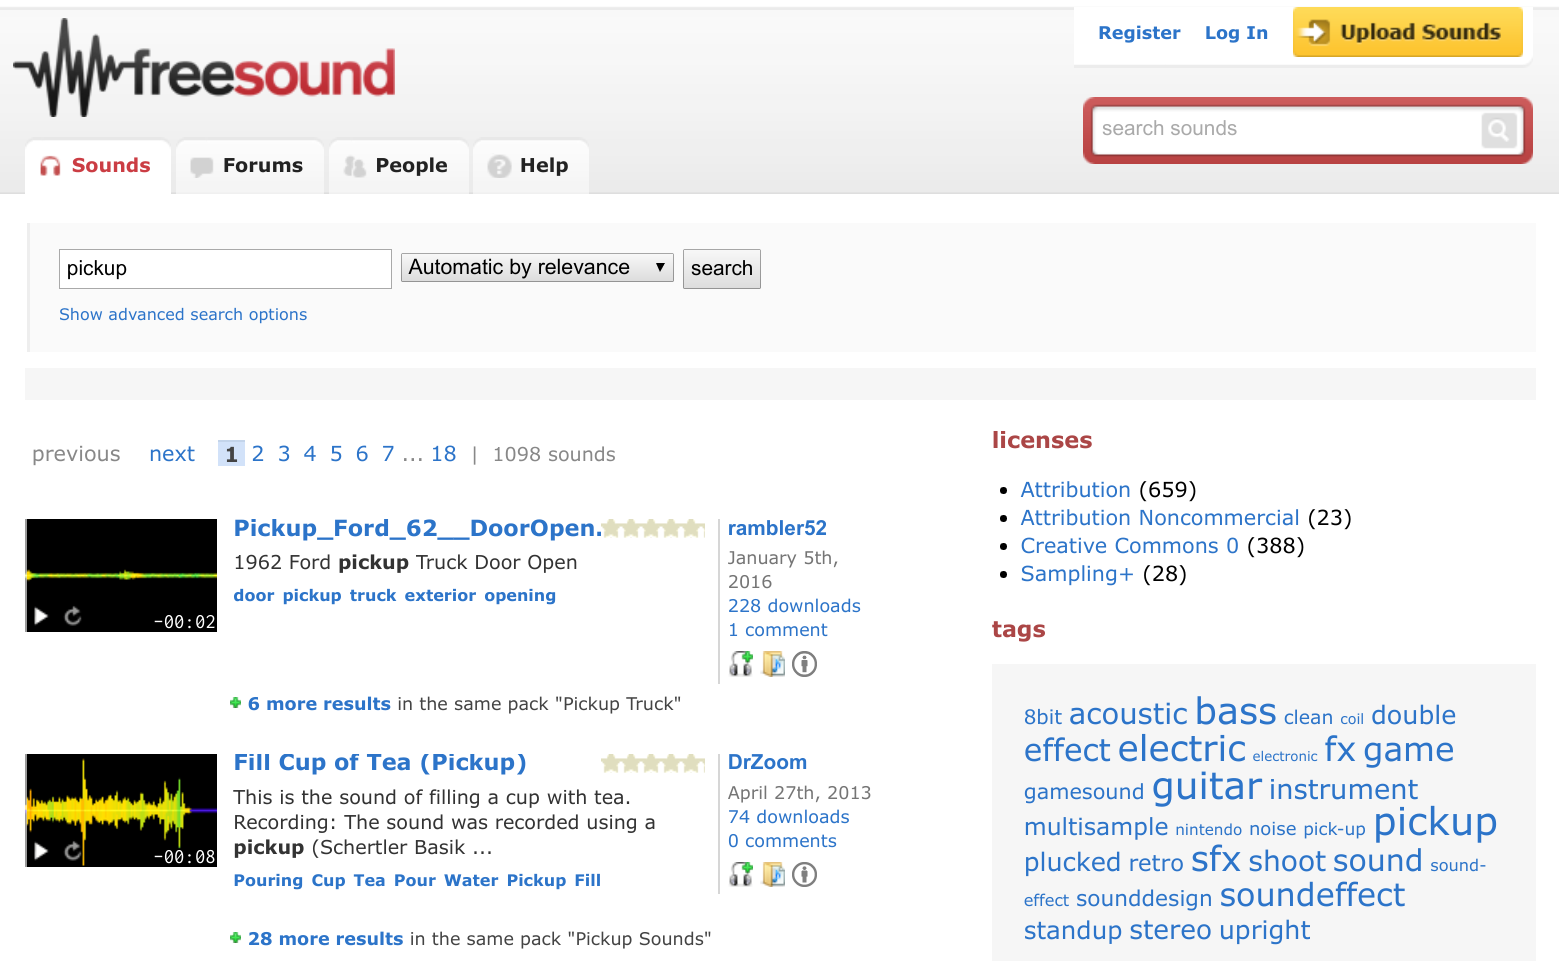 freesound
Register Log In Upload Sounds
search sounds
Sounds Forums People Help
pickup Automatic by relevance search
Show advanced search options
previous next 1 2 3 4 5 6 7 ... 18 | 1098 sounds
Pickup_Ford_62__DoorOpen.
1962 Ford pickup Truck Door Open
door pickup truck exterior opening
-00:02
rambler52
January 5th,
2016
228 downloads
1 comment
6 more results in the same pack "Pickup Truck"
Fill Cup of Tea (Pickup)
This is the sound of filling a cup with tea.
Recording: The sound was recorded using a
pickup (Schertler Basik ...
Pouring Cup Tea Pour Water Pickup Fill
-00:08
DrZoom
April 27th, 2013
74 downloads
0 comments
28 more results in the same pack "Pickup Sounds"
licenses
Attribution (659)
Attribution Noncommercial (23)
Creative Commons 0 (388)
Sampling+ (28)
tags
8bit acoustic bass clean coil double
effect electric electronic fx game
gamesound guitar instrument
multisample nintendo noise pick-up pickup
plucked retro sfx shoot sound sound-
effect sounddesign soundeffect
standup stereo upright